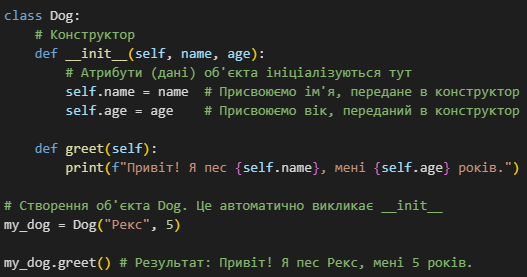 class Dog:
    # Конструктор
    def __init__(self, name, age):
        # Атрибути (дані) об'єкта ініціалізуються тут
        self.name = name  # Присвоюємо ім'я, передане в конструктор
        self.age = age    # Присвоюємо вік, переданий в конструктор

    def greet(self):
        print(f"Привіт! Я пес {self.name}, мені {self.age} років.")

# Створення об'єкта Dog. Це автоматично викликає __init__
my_dog = Dog("Рекс", 5)

my_dog.greet() # Результат: Привіт! Я пес Рекс, мені 5 років.